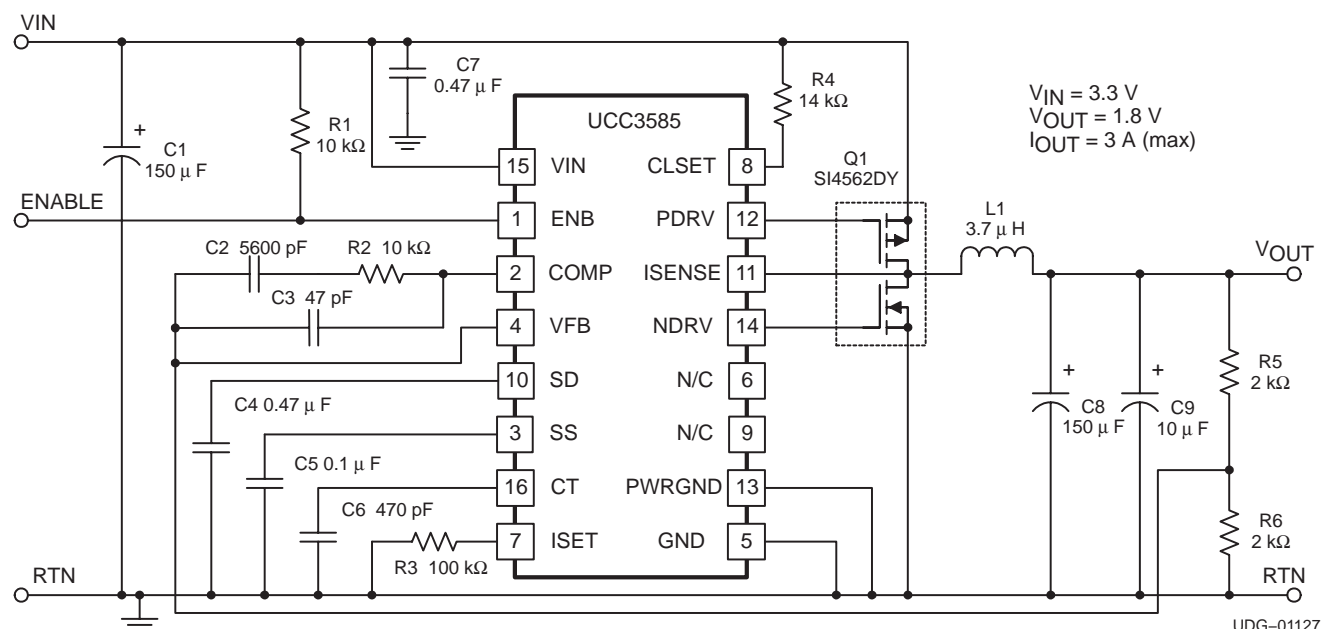 VIN
C7
0.47 µ F
R4
14 kΩ
VIN = 3.3 V
VOUT = 1.8 V
IOUT = 3 A (max)
UCC3585
R1
10 kΩ
+
C1
150 µ F
Q1
SI4562DY
15 VIN CLSET 8
ENABLE
1 ENB PDRV 12
L1
3.7 µ H
C2 5600 pF R2 10 kΩ
2 COMP ISENSE 11
VOUT
C3 47 pF
4 VFB NDRV 14
R5
2 kΩ
10 SD N/C 6
+
C8
150 µ F
+
C9
10 µ F
C4 0.47 µ F
3 SS N/C 9
C5 0.1 µ F
16 CT PWRGND 13
C6 470 pF
R6
2 kΩ
7 ISET GND 5
R3 100 kΩ
RTN
RTN
UDG–01127